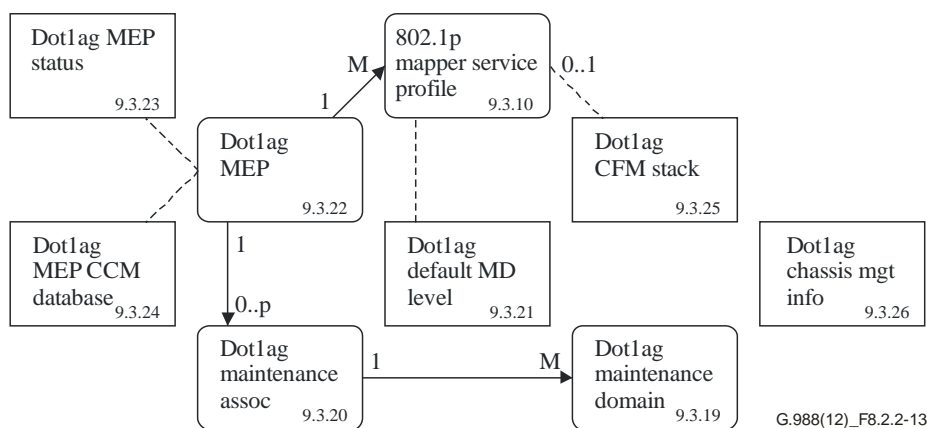 Dot1ag MEP
status
9.3.23
802.1p
mapper service
profile
9.3.10
M
0..1
1
Dot1ag
MEP
9.3.22
Dot1ag
CFM stack
9.3.25
Dot1ag
MEP CCM
database
9.3.24
1
0..p
Dot1ag
default MD
level
9.3.21
Dot1ag
chassis mgt
info
9.3.26
Dot1ag
maintenance
assoc
9.3.20
1
M
Dot1ag
maintenance
domain
9.3.19
G.988(12)_F8.2.2-13